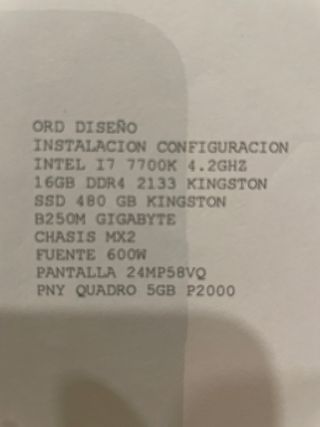 ORD DISEÑO
INSTALACION CONFIGURACION
INTEL I7 7700K 4.2GHZ
16GB DDR4 2133 KINGSTON
SSD 480 GB KINGSTON
B250M GIGABYTE
CHASIS MX2
FUENTE 600W
PANTALLA 24MP58VQ
PNY QUADRO 5GB P2000